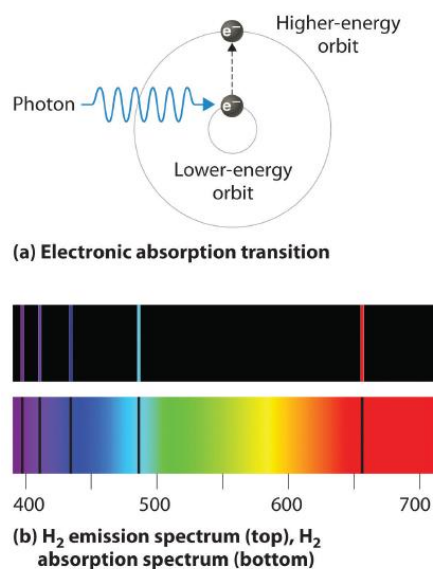 Higher-energy
orbit
e⁻
Photon
e⁻
Lower-energy
orbit
(a) Electronic absorption transition
400 500 600 700
(b) H₂ emission spectrum (top), H₂
absorption spectrum (bottom)